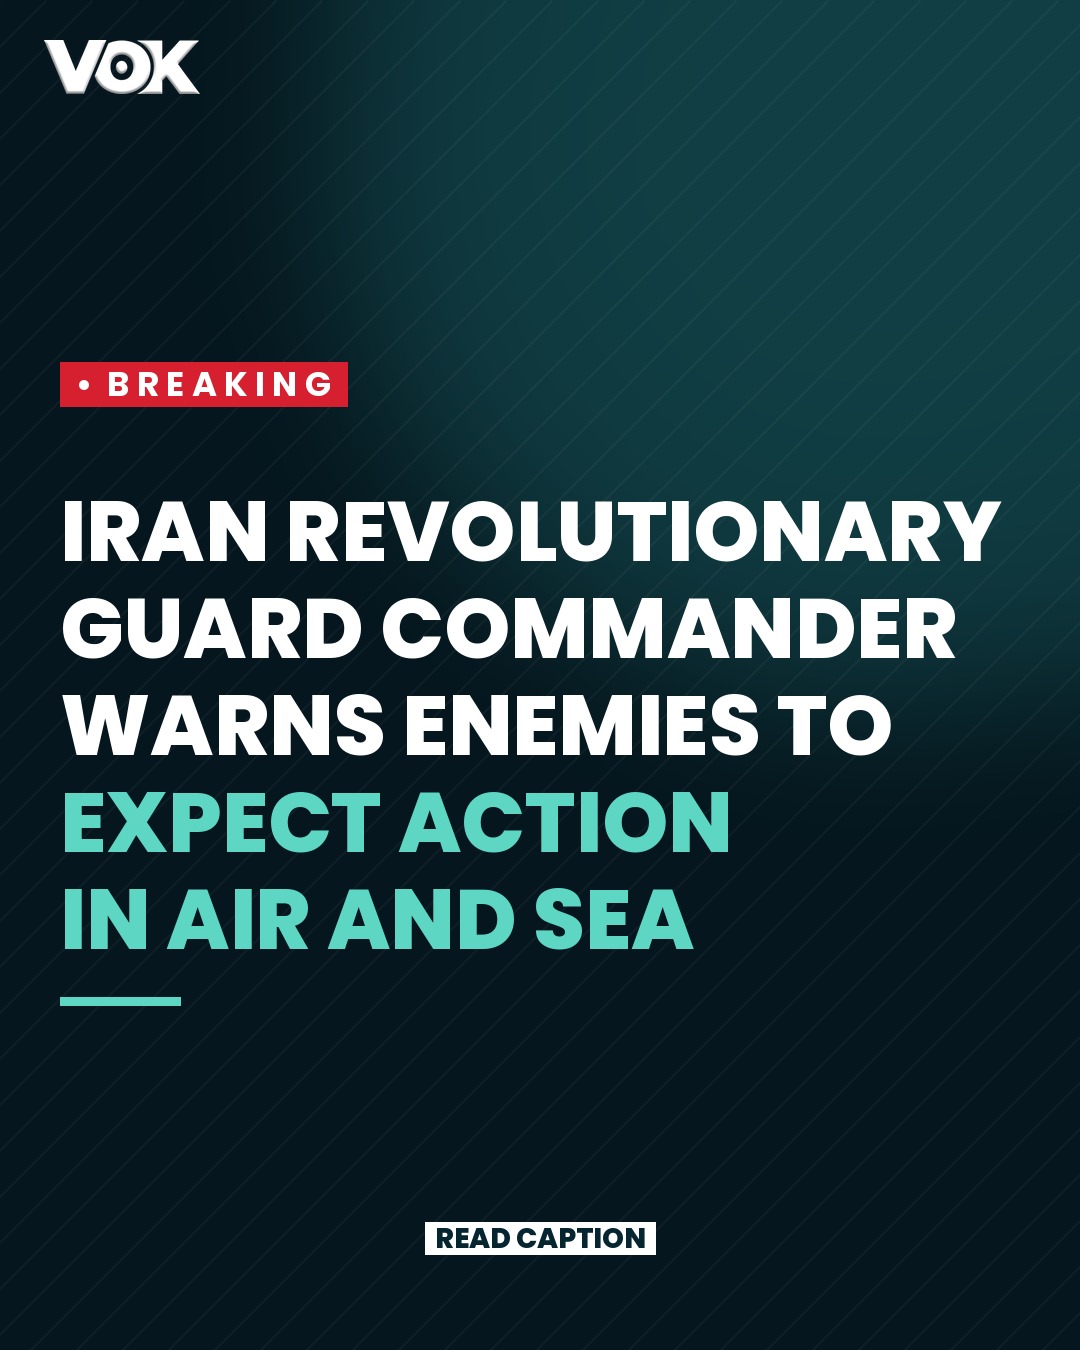 VOK
• BREAKING
IRAN REVOLUTIONARY
GUARD COMMANDER
WARNS ENEMIES TO
EXPECT ACTION
IN AIR AND SEA
READ CAPTION